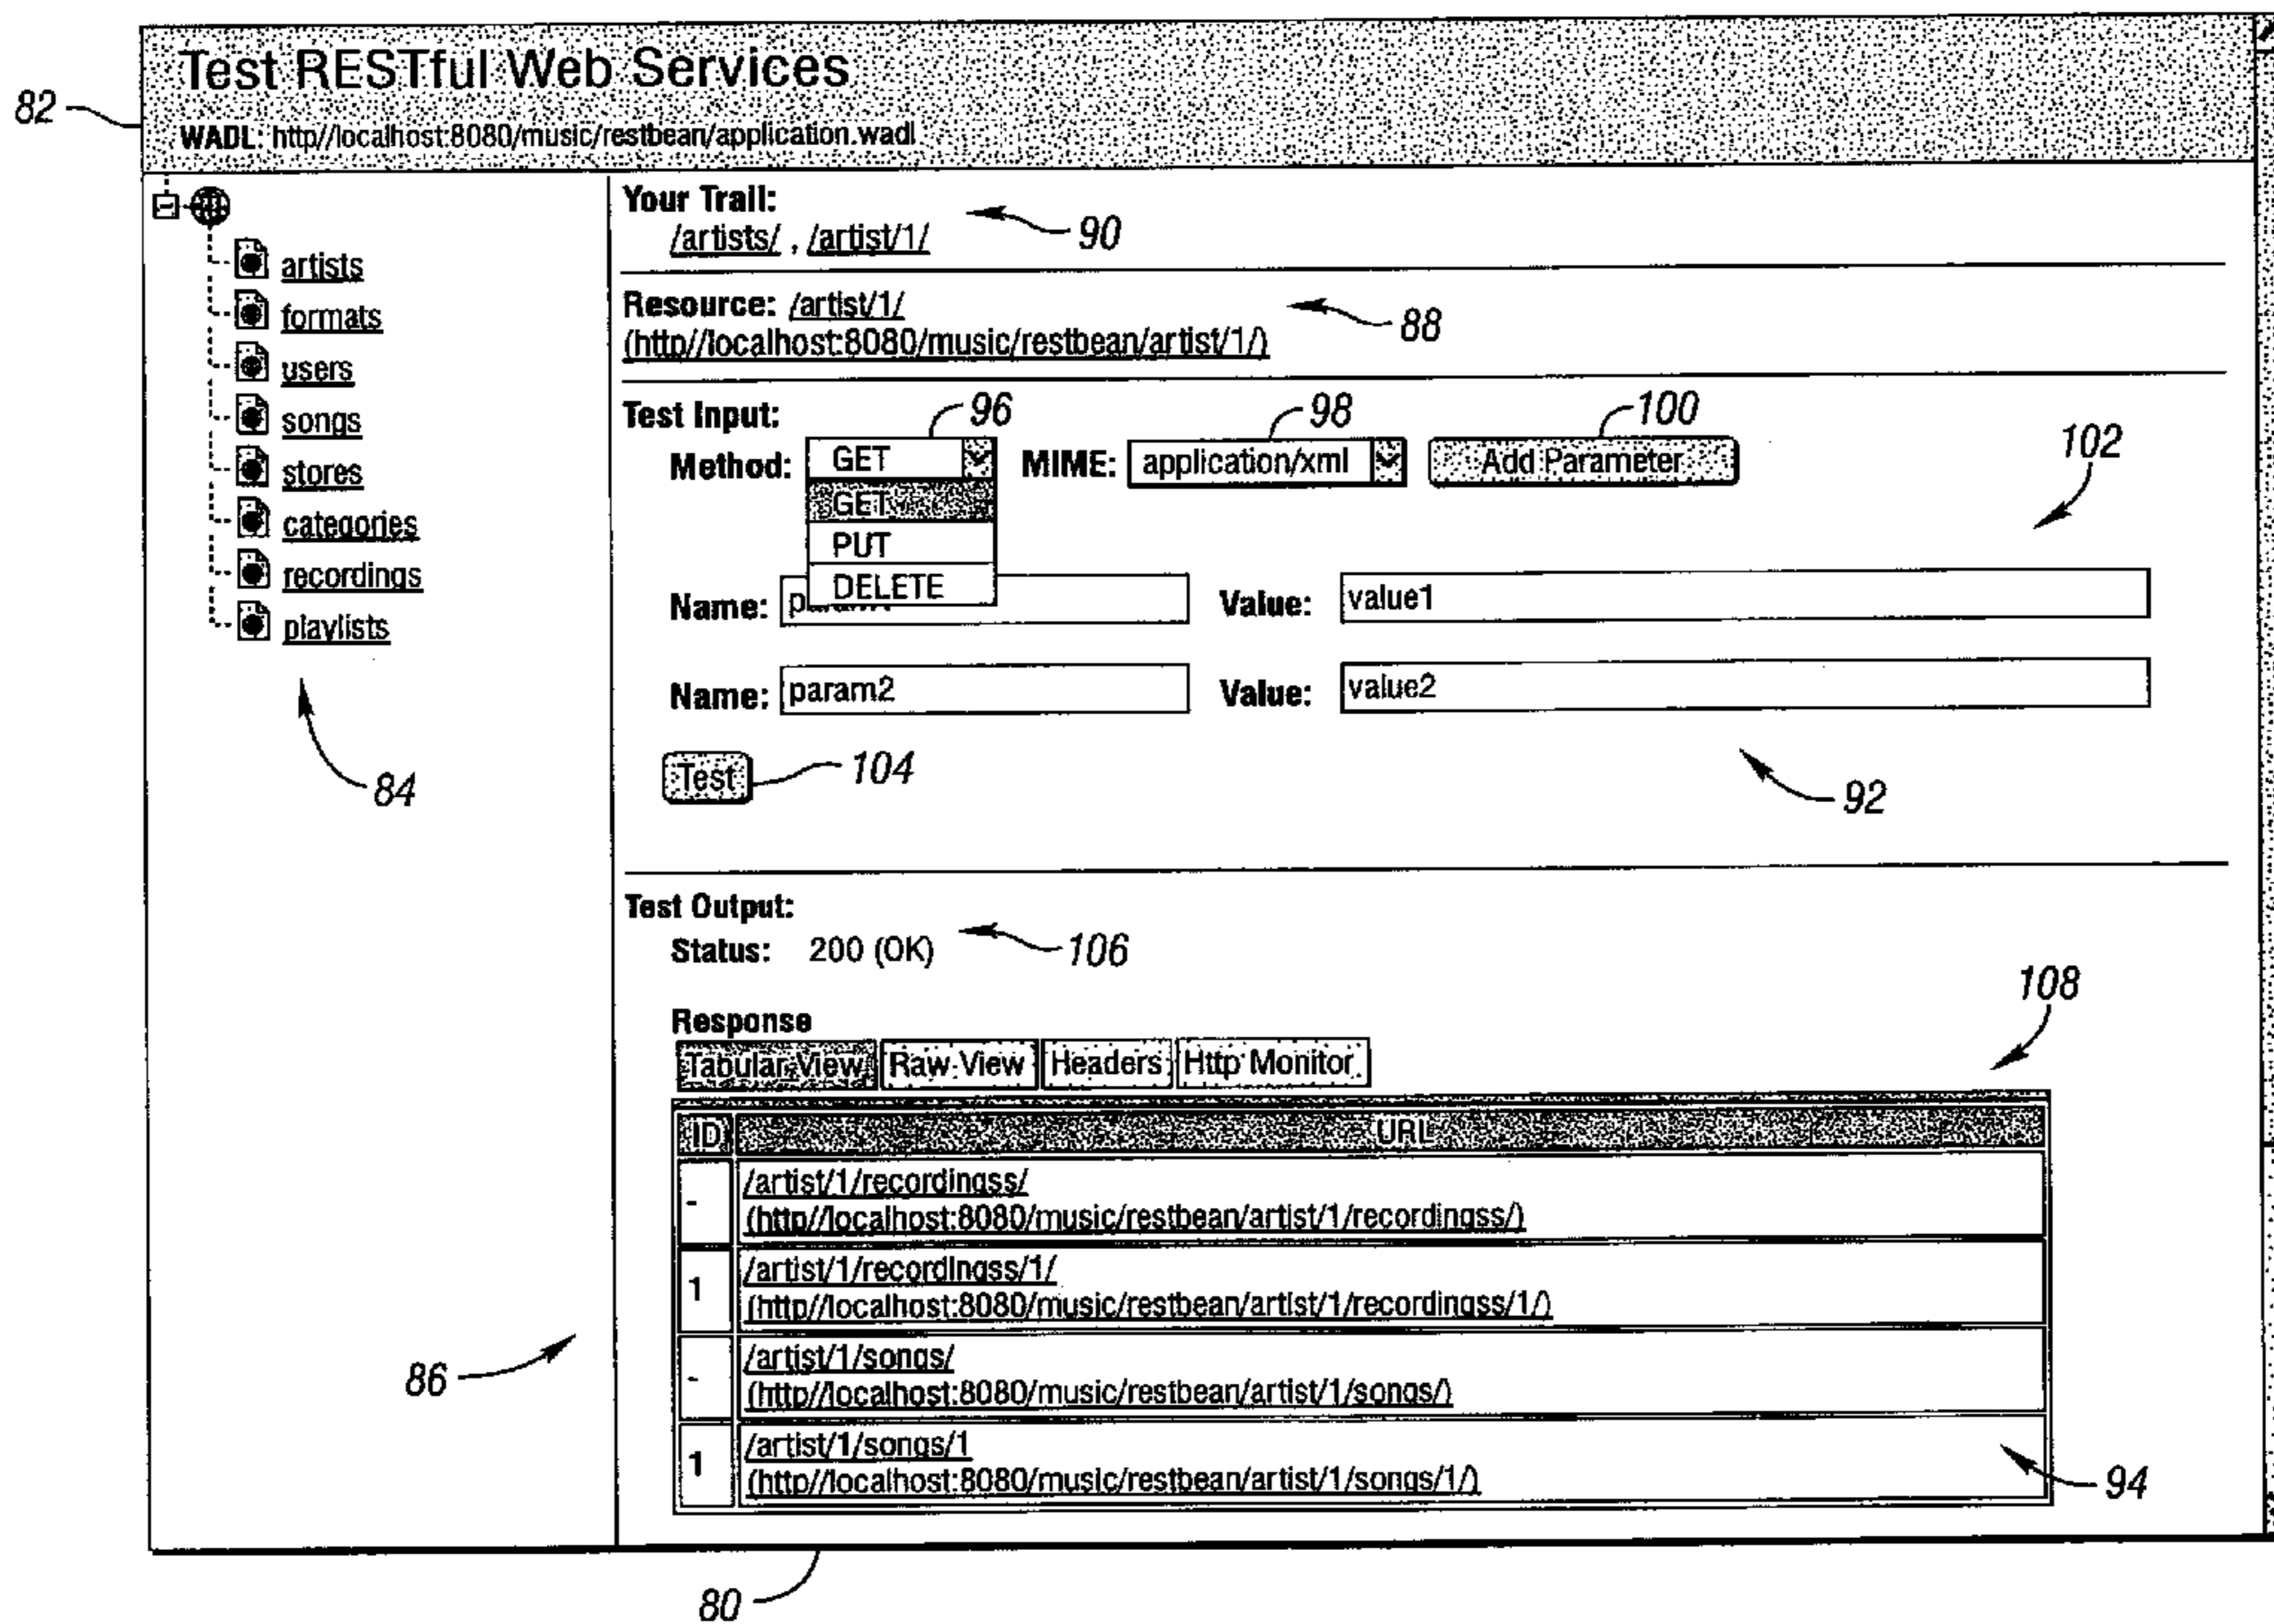 Test RESTful Web Services
82
WADL: http//localhost:8080/music/restbean/application.wadl
artists
formats
users
songs
stores
categories
recordings
playlists
84
Your Trail:
/artists/ , /artist/1/
90
Resource: /artist/1/
(http//localhost:8080/music/restbean/artist/1/)
88
Test Input:
96
98
100
102
Method: GET MIME: application/xml Add Parameter
GET
PUT
DELETE
Name: Value: value1
Name: param2 Value: value2
Test
104
92
Test Output:
Status: 200 (OK)
106
108
Response
Tabular View Raw View Headers Http Monitor
ID URL
- /artist/1/recordingss/
(http//localhost:8080/music/restbean/artist/1/recordingss/)
1 /artist/1/recordingss/1/
(http//localhost:8080/music/restbean/artist/1/recordingss/1/)
86
- /artist/1/songs/
(http//localhost:8080/music/restbean/artist/1/songs/)
1 /artist/1/songs/1
(http//localhost:8080/music/restbean/artist/1/songs/1/)
94
80